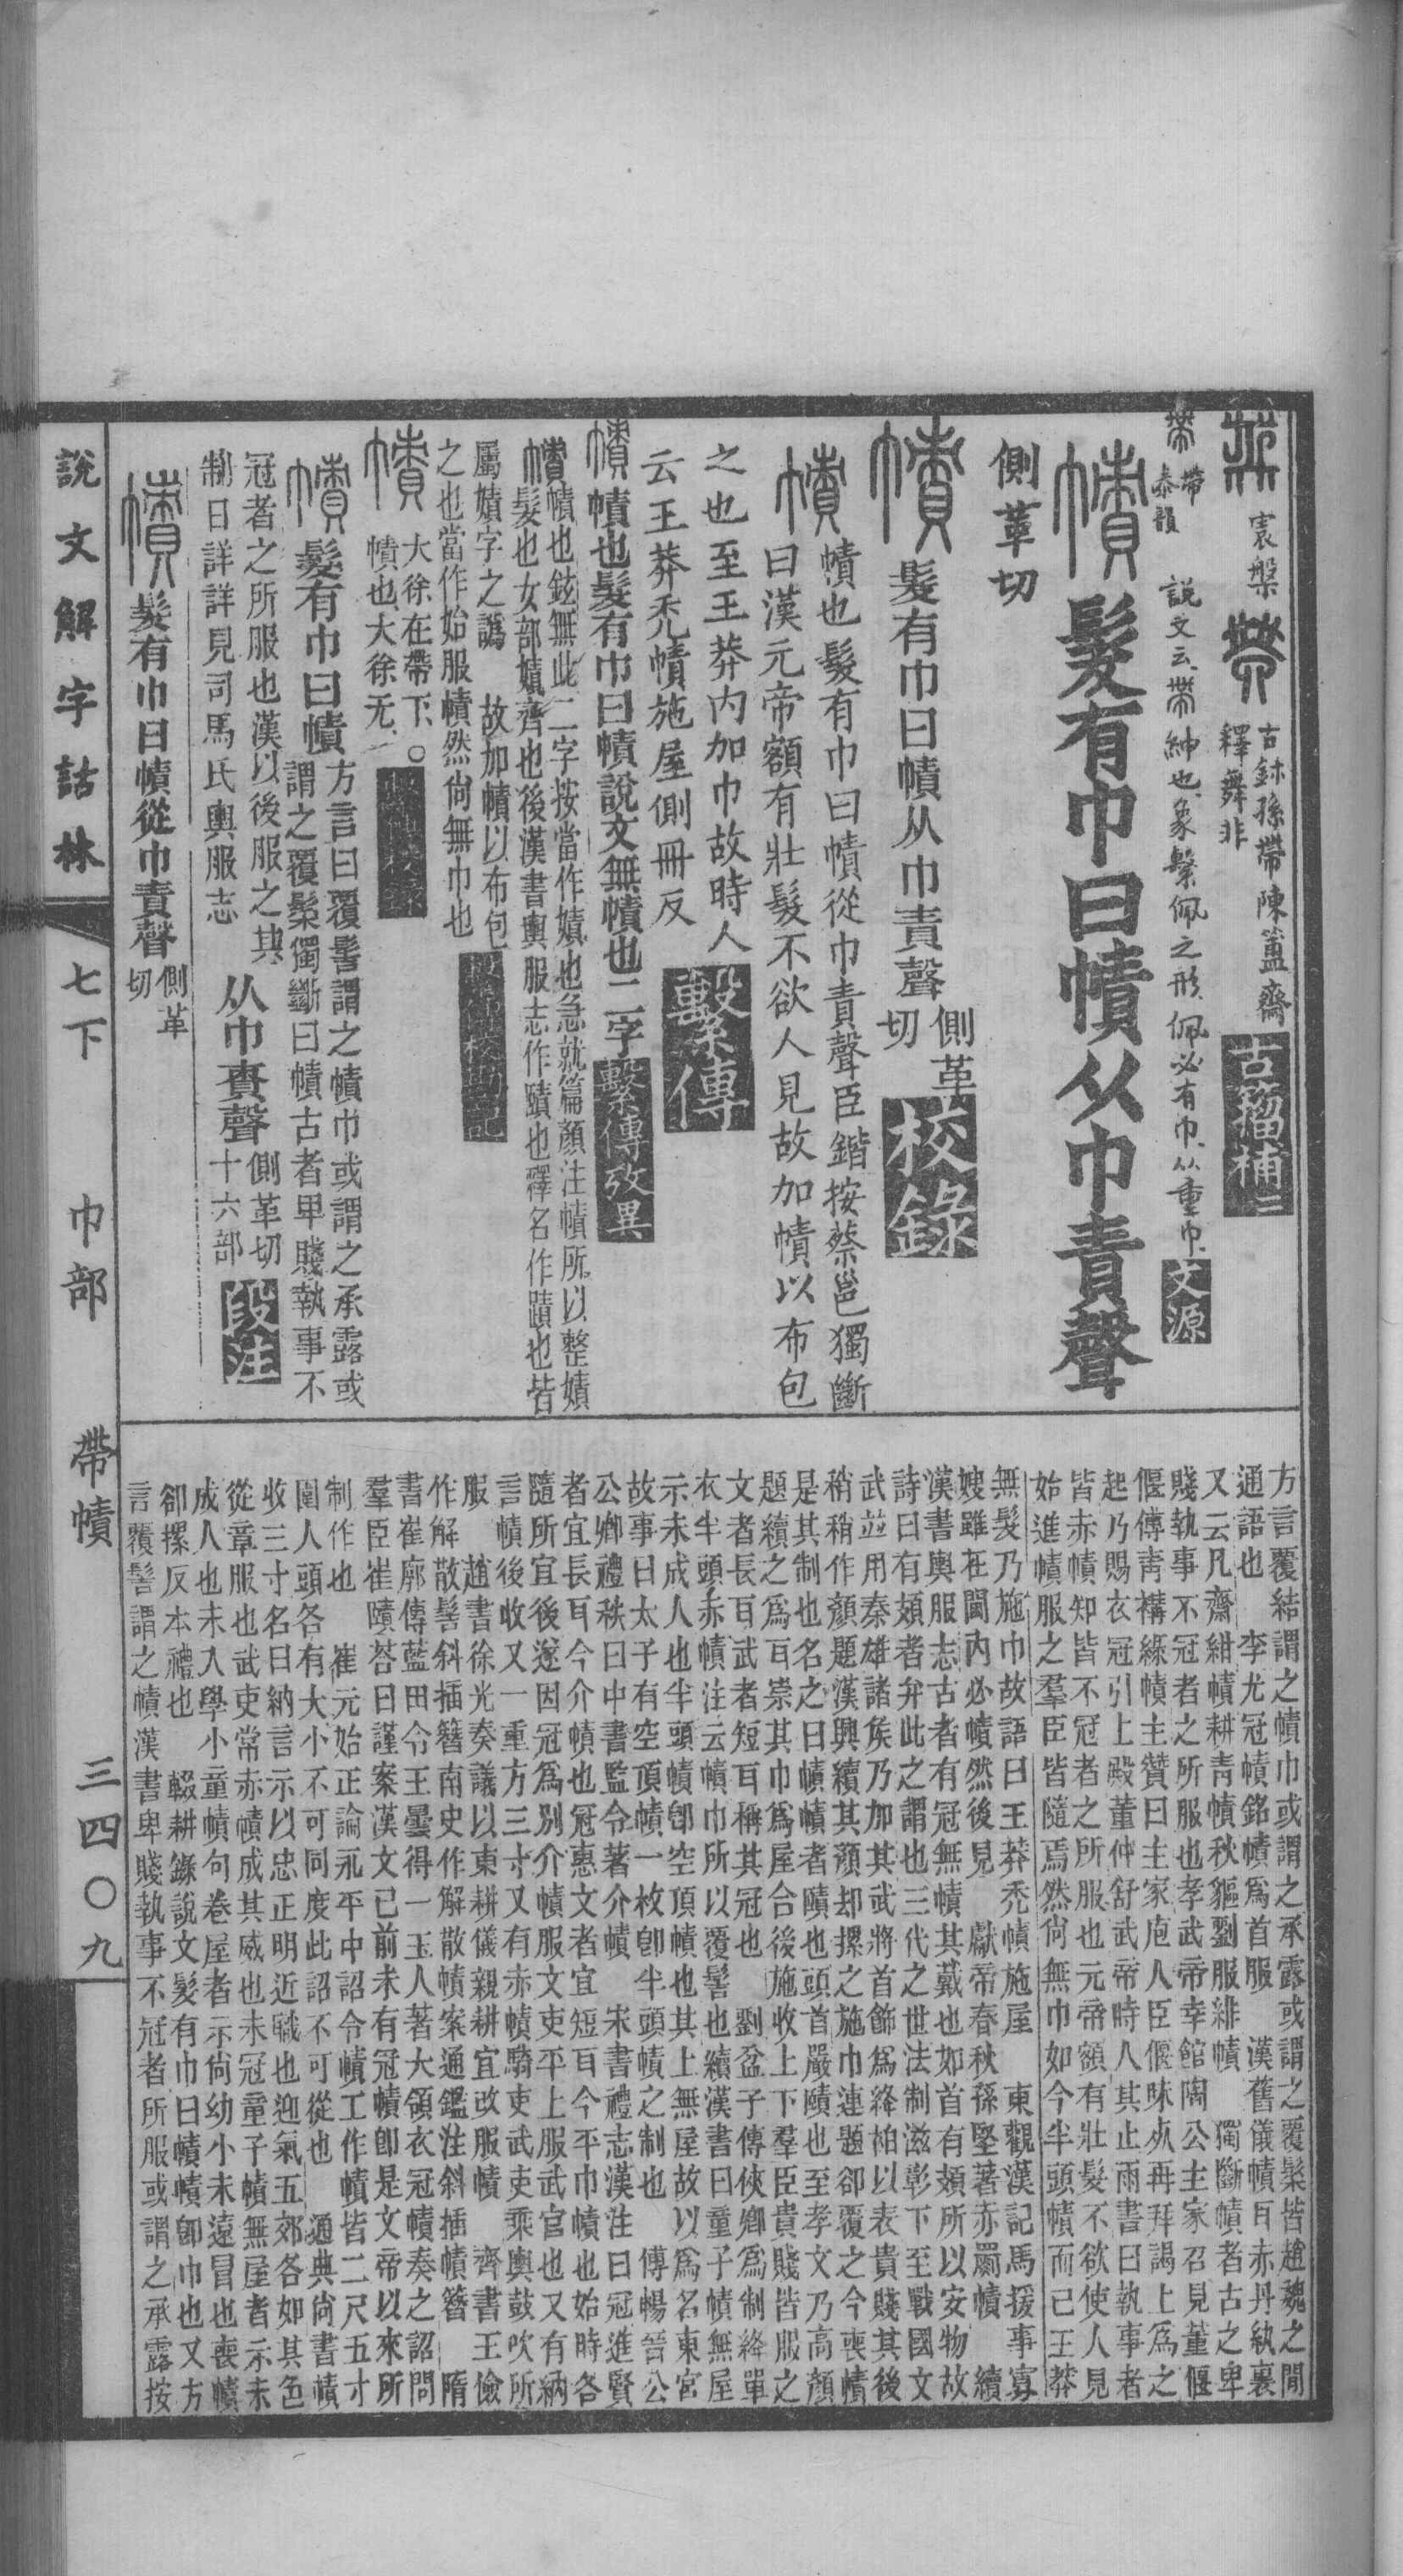 寰槃
古鉢孫帶陳簠齋
釋舞非
古籀補二
帶
帶泰韻
說文云帶紳也象繫佩之形佩必有巾从重巾
文源
幘髮有巾曰幘从巾責聲
側革切
幘髮有巾曰幘从巾責聲側革切
校錄
幘幘也髮有巾曰幘從巾責聲臣鍇按蔡邕獨斷
曰漢元帝額有壯髮不欲人見故加幘以布包
之也至王莽內加巾故時人
云王莽禿幘施屋側冊反
繫傳
幘幘也髮有巾曰幘說文無幘也二字
繫傳攷異
幘幘也鉉無此二字按當作嫧也急就篇顏注幘所以整嫧
髮也女部嫧齊也後漢書輿服志作賾也釋名作蹟也皆
屬嫧字之譌 故加幘以布包
之也當作始服幘然尙無巾也
幘大徐在帶下○
幘也大徐无
幘髮有巾曰幘
方言曰覆髻謂之幘巾或謂之承露或
謂之覆髤獨斷曰幘古者卑賤執事不
冠者之所服也漢以後服之其
制日詳詳見司馬氏輿服志
从巾責聲
側革切
十六部
段注
幘髮有巾曰幘從巾責聲側革切
方言覆結謂之幘巾或謂之承露或謂之覆髤皆趙魏之閒
通語也 李尤冠幘銘幘爲首服 漢舊儀幘耳赤丹紈裏
又云凡齋紺幘耕靑幘秋貙劉服緋幘 獨斷幘者古之卑
賤執事不冠者之所服也孝武帝幸館陶公主家召見董偃
偃傅靑褠綠幘主贊曰主家庖人臣偃昧死再拜謁上爲之
起乃賜衣冠引上殿董仲舒武帝時人其止雨書曰執事者
皆赤幘知皆不冠者之所服也元帝額有壯髮不欲使人見
始進幘服之羣臣皆隨焉然尙無巾如今半頭幘而已王莽
無髮乃施巾故語曰王莽禿幘施屋 東觀漢記馬援事寡
嫂雖在閫內必幘然後見 獻帝春秋孫堅著赤罽幘 續
漢書輿服志古者有冠無幘其戴也如首有頍所以安物故
詩曰有頍者弁此之謂也三代之世法制滋彰下至戰國文
武並用秦雄諸侯乃加其武將首飾爲絳袙以表貴賤其後
稍稍作顏題漢興續其顏却摞之施巾連題卻覆之今喪幘
是其制也名之曰幘幘者賾也頭首嚴賾也至孝文乃高顏
題續之爲耳崇其巾爲屋合後施收上下羣臣貴賤皆服之
文者長耳武者短耳稱其冠也 劉盆子傳俠卿爲制絳單
衣半頭赤幘注云幘巾所以覆髻也續漢書曰童子幘無屋
示未成人也半頭幘卽空頂幘也其上無屋故以爲名東宮
故事曰太子有空頂幘一枚卽半頭幘之制也 傳暢晉公
公卿禮秩曰中書監令著介幘 宋書禮志漢注曰冠進賢
者宜長耳今介幘也冠惠文者宜短耳今平巾幘也始時各
隨所宜後遂因冠爲別介幘服文吏平上服武官也又有納
言幘後收又一重方三寸又有赤幘騎吏武吏乘輿鼓吹所
服 趙書徐光奏議以東耕儀親耕宜改服幘 齊書王儉
作解散髻斜插簪南史作解散幘案通鑑注斜插幘簪 隋
書崔廓傳藍田令王曇得一玉人著大領衣冠幘奏之詔問
羣臣崔賾荅曰謹案漢文已前未有冠幘卽是文帝以來所
制作也 崔元始正論永平中詔令幘工作幘皆二尺五寸
圍人頭各有大小不可同度此詔不可從也 通典尙書幘
收三寸名曰納言示以忠正明近職也迎氣五郊各如其色
從章服也武吏常赤幘成其威也未冠童子幘無屋者示未
成人也未入學小童幘句卷屋者示尙幼小未遠冒也喪幘
卻摞反本禮也 輟耕錄說文髮有巾曰幘幘卽巾也又方
言覆髻謂之幘漢書卑賤執事不冠者所服或謂之承露按
說文解字詁林
七下
巾部
帶幘
三四〇九